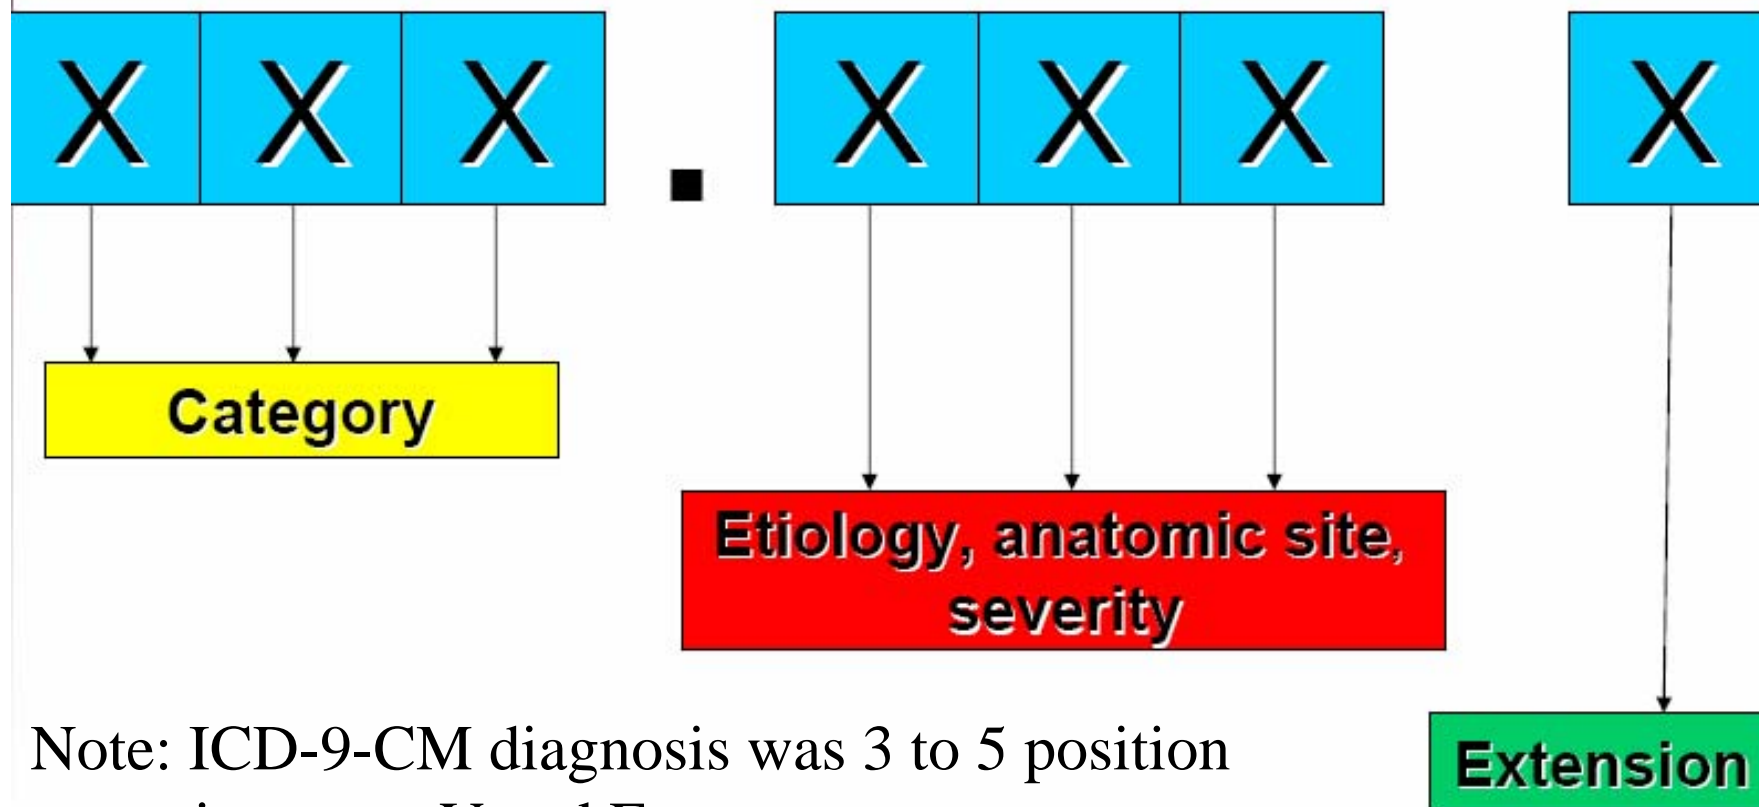 X X X . X X X X
Category
Etiology, anatomic site,
severity
Extension
Note: ICD-9-CM diagnosis was 3 to 5 position